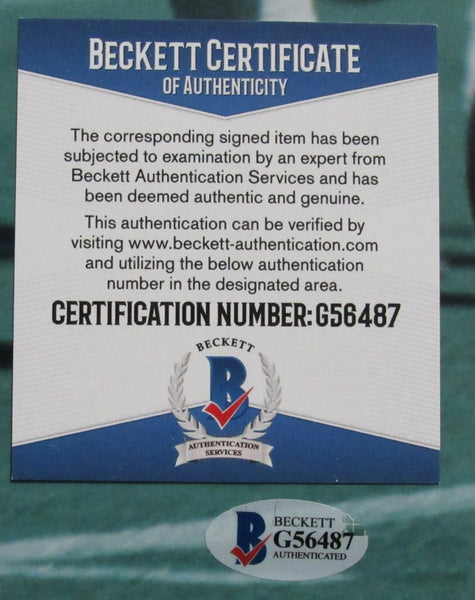 BECKETT CERTIFICATE
OF AUTHENTICITY
The corresponding signed item has been
subjected to examination by an expert from
Beckett Authentication Services and has
been deemed authentic and genuine.
This authentication can be verified by
visiting www.beckett-authentication.com
and utilizing the below authentication
number in the designated area.
CERTIFICATION NUMBER: G56487
BECKETT
B
AUTHENTICATION
SERVICES
B
BECKETT
G56487
AUTHENTICATED